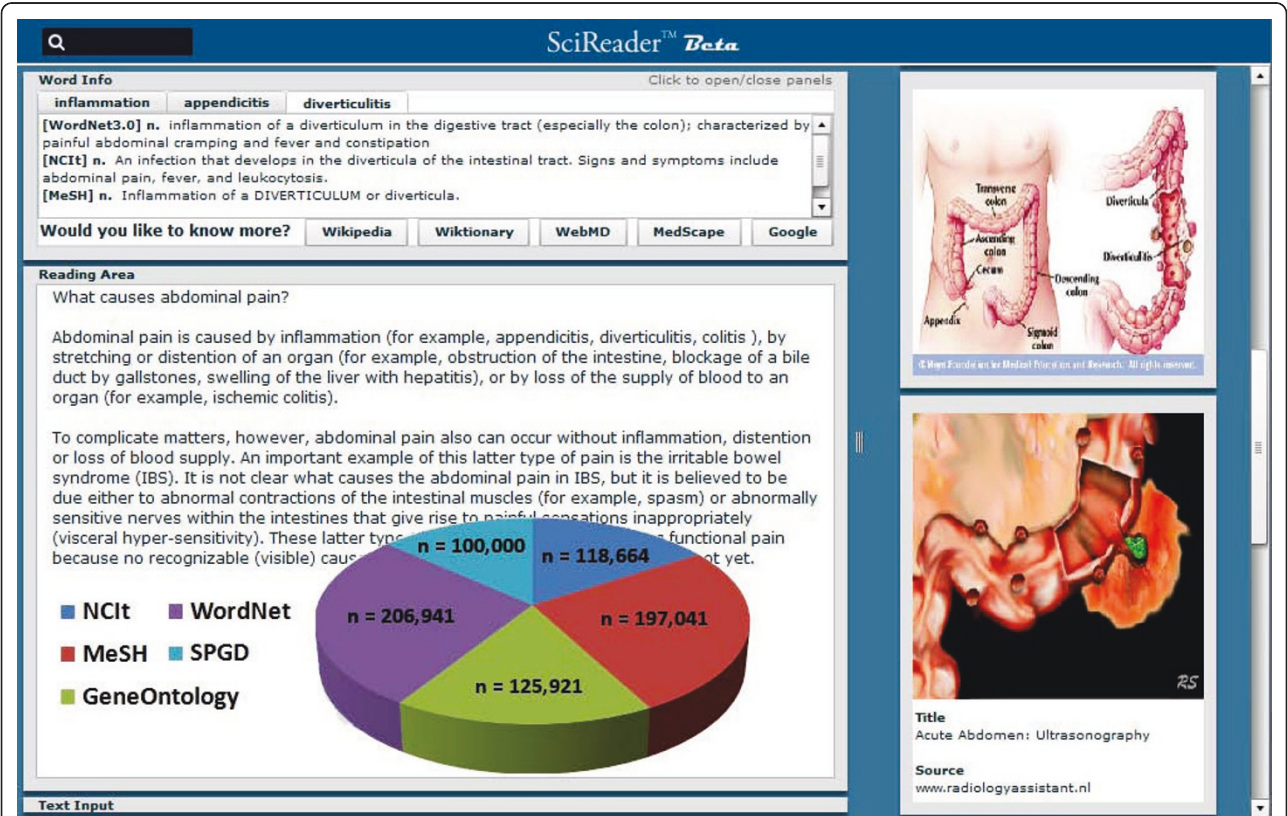 SciReader™ Beta
Word Info
Click to open/close panels
inflammation
appendicitis
diverticulitis
[WordNet3.0] n. inflammation of a diverticulum in the digestive tract (especially the colon); characterized by
painful abdominal cramping and fever and constipation
[NCIt] n. An infection that develops in the diverticula of the intestinal tract. Signs and symptoms include
abdominal pain, fever, and leukocytosis.
[MeSH] n. Inflammation of a DIVERTICULUM or diverticula.
Would you like to know more?
Wikipedia
Wiktionary
WebMD
MedScape
Google
Reading Area
What causes abdominal pain?
Abdominal pain is caused by inflammation (for example, appendicitis, diverticulitis, colitis ), by
stretching or distention of an organ (for example, obstruction of the intestine, blockage of a bile
duct by gallstones, swelling of the liver with hepatitis), or by loss of the supply of blood to an
organ (for example, ischemic colitis).
To complicate matters, however, abdominal pain also can occur without inflammation, distention
or loss of blood supply. An important example of this latter type of pain is the irritable bowel
syndrome (IBS). It is not clear what causes the abdominal pain in IBS, but it is believed to be
due either to abnormal contractions of the intestinal muscles (for example, spasm) or abnormally
sensitive nerves within the intestines that give rise to painful sensations inappropriately
(visceral hyper-sensitivity). These latter functional pain
because no recognizable (visible) ot yet.
n = 100,000
n = 118,664
n = 206,941
n = 197,041
n = 125,921
NCIt
WordNet
MeSH
SPGD
GeneOntology
Text Input
Transverse
colon
Ascending
colon
Cecum
Appendix
Descending
colon
Sigmoid
colon
Diverticula
Diverticulitis
© Mayo Foundation for Medical Education and Research. All rights reserved.
RS
Title
Acute Abdomen: Ultrasonography
Source
www.radiologyassistant.nl